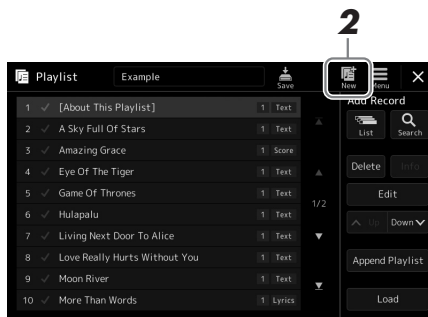 2
Playlist Example Save New Menu
Add Record
1 [About This Playlist] 1 Text
List Search
2 A Sky Full Of Stars 1 Text
3 Amazing Grace 1 Score
4 Eye Of The Tiger 1 Text
Delete Info
5 Game Of Thrones 1 Text
Edit
1/2
6 Hulapalu 1 Text
Up Down
7 Living Next Door To Alice 1 Text
8 Love Really Hurts Without You 1 Text
Append Playlist
9 Moon River 1 Text
10 More Than Words 1 Lyrics
Load